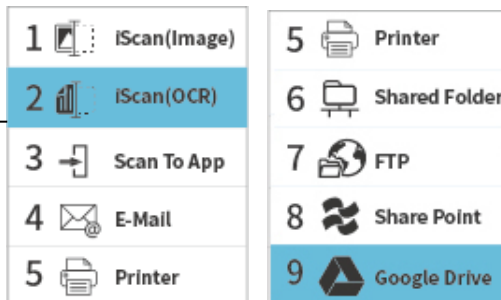 1 iScan(Image)
2 iScan(OCR)
3 Scan To App
4 E-Mail
5 Printer
5 Printer
6 Shared Folder
7 FTP
8 Share Point
9 Google Drive